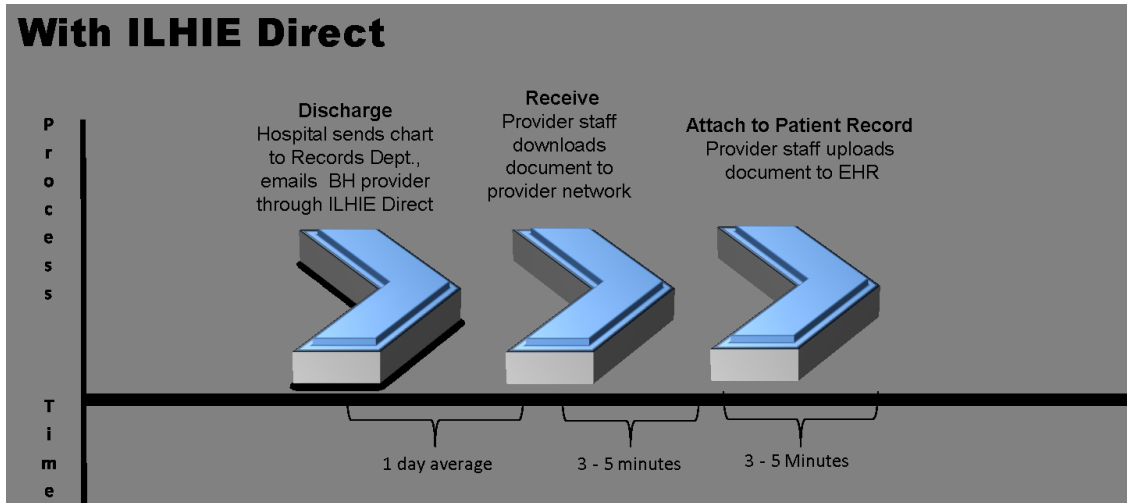 With ILHIE Direct
Process
Discharge
Hospital sends chart
to Records Dept.,
emails BH provider
through ILHIE Direct
Receive
Provider staff
downloads
document to
provider network
Attach to Patient Record
Provider staff uploads
document to EHR
Time
1 day average
3 - 5 minutes
3 - 5 Minutes